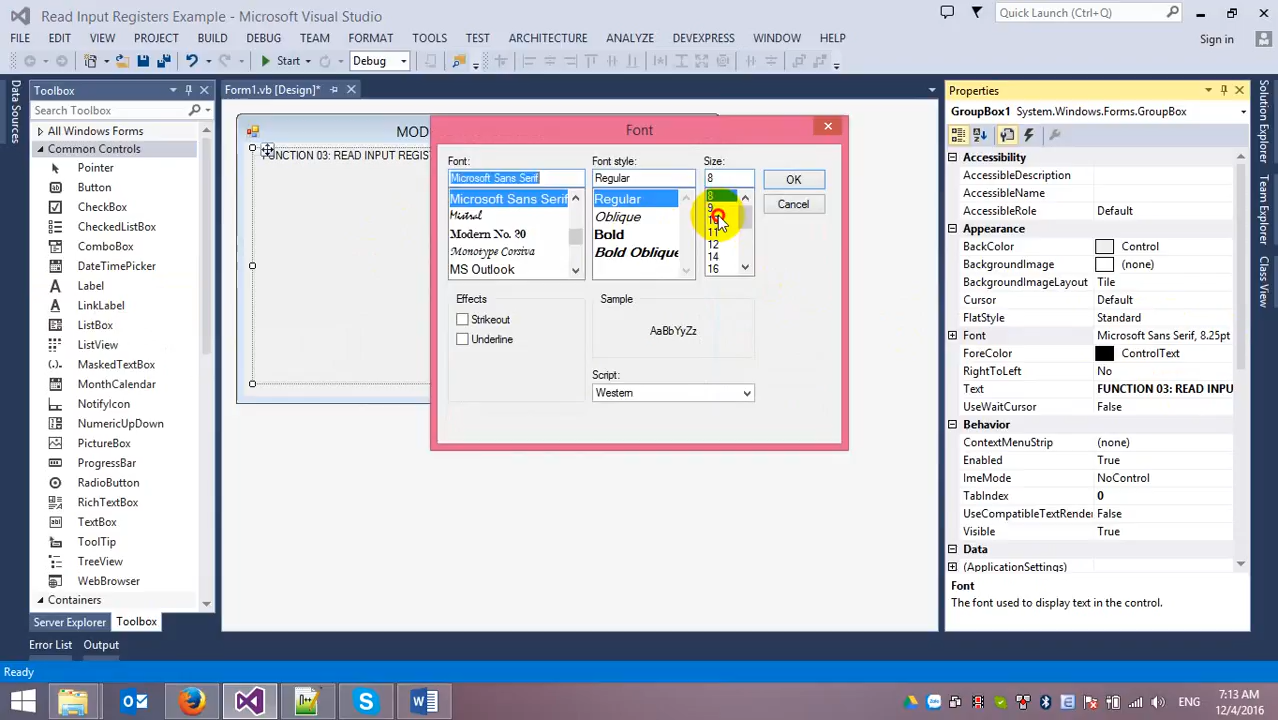 Read Input Registers Example - Microsoft Visual Studio
Quick Launch (Ctrl+Q)
FILE EDIT VIEW PROJECT BUILD DEBUG TEAM FORMAT TOOLS TEST ARCHITECTURE ANALYZE DEVEXPRESS WINDOW HELP
Sign in
Start Debug
Data Sources
Toolbox
Search Toolbox
All Windows Forms
Common Controls
Pointer
Button
CheckBox
CheckedListBox
ComboBox
DateTimePicker
Label
LinkLabel
ListBox
ListView
MaskedTextBox
MonthCalendar
NotifyIcon
NumericUpDown
PictureBox
ProgressBar
RadioButton
RichTextBox
TextBox
ToolTip
TreeView
WebBrowser
Containers
Server Explorer Toolbox
Form1.vb [Design]*
MOD
FUNCTION 03: READ INPUT REGIST
Font
Font:
Microsoft Sans Serif
Microsoft Sans Serif
Mistral
Modern No. 20
Monotype Corsiva
MS Outlook
Font style:
Regular
Regular
Oblique
Bold
Bold Oblique
Size:
8
8
9
10
11
12
14
16
OK
Cancel
Effects
Strikeout
Underline
Sample
AaBbYyZz
Script:
Western
Properties
GroupBox1 System.Windows.Forms.GroupBox
Accessibility
AccessibleDescription
AccessibleName
AccessibleRole Default
Appearance
BackColor Control
BackgroundImage (none)
BackgroundImageLayout Tile
Cursor Default
FlatStyle Standard
Font Microsoft Sans Serif, 8.25pt
ForeColor ControlText
RightToLeft No
Text FUNCTION 03: READ INPU
UseWaitCursor False
Behavior
ContextMenuStrip (none)
Enabled True
ImeMode NoControl
TabIndex 0
UseCompatibleTextRender False
Visible True
Data
(ApplicationSettings)
Font
The font used to display text in the control.
Solution Explorer
Class View
Error List Output
Ready
ENG
7:13 AM
12/4/2016